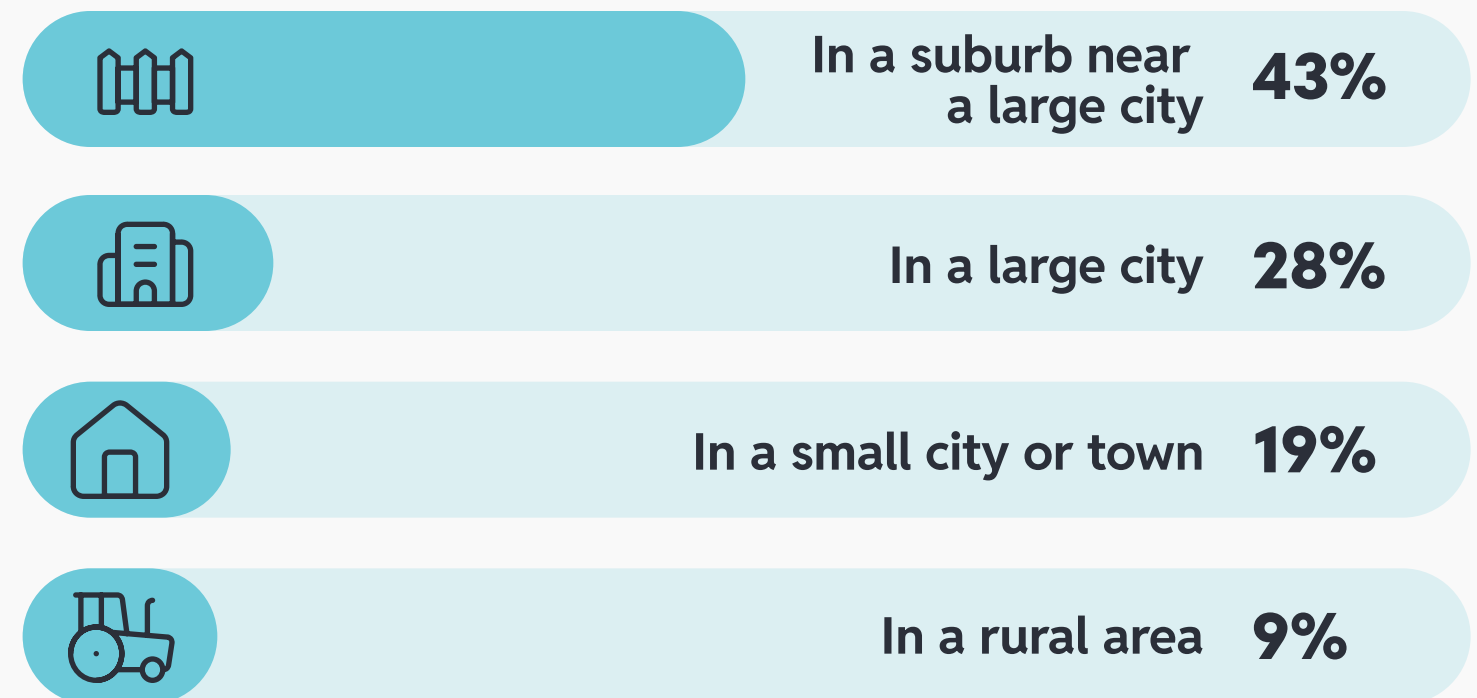 In a suburb near
a large city
43%
In a large city 28%
In a small city or town 19%
In a rural area 9%